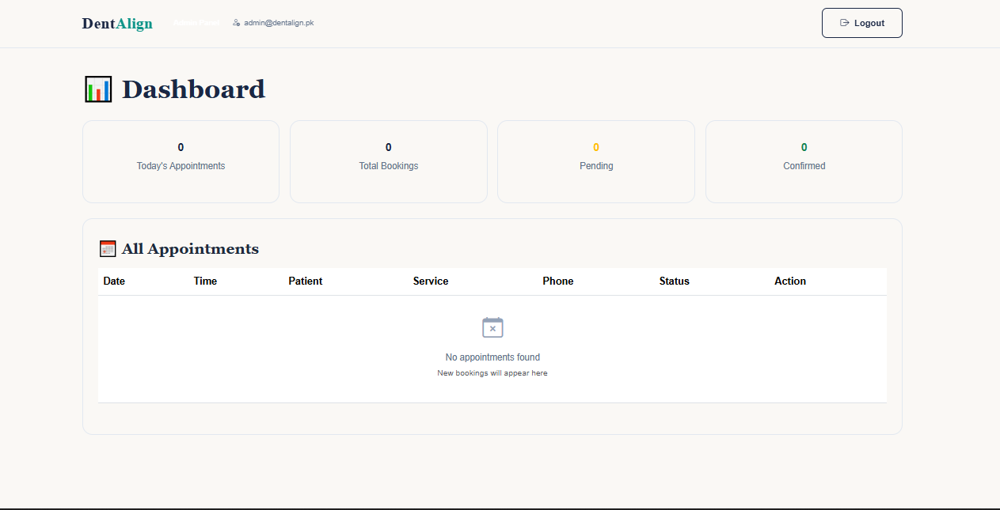 DentAlign Admin Panel admin@dentalign.pk Logout
Dashboard
0 0 0 0
Today's Appointments Total Bookings Pending Confirmed
All Appointments
Date Time Patient Service Phone Status Action
No appointments found
New bookings will appear here